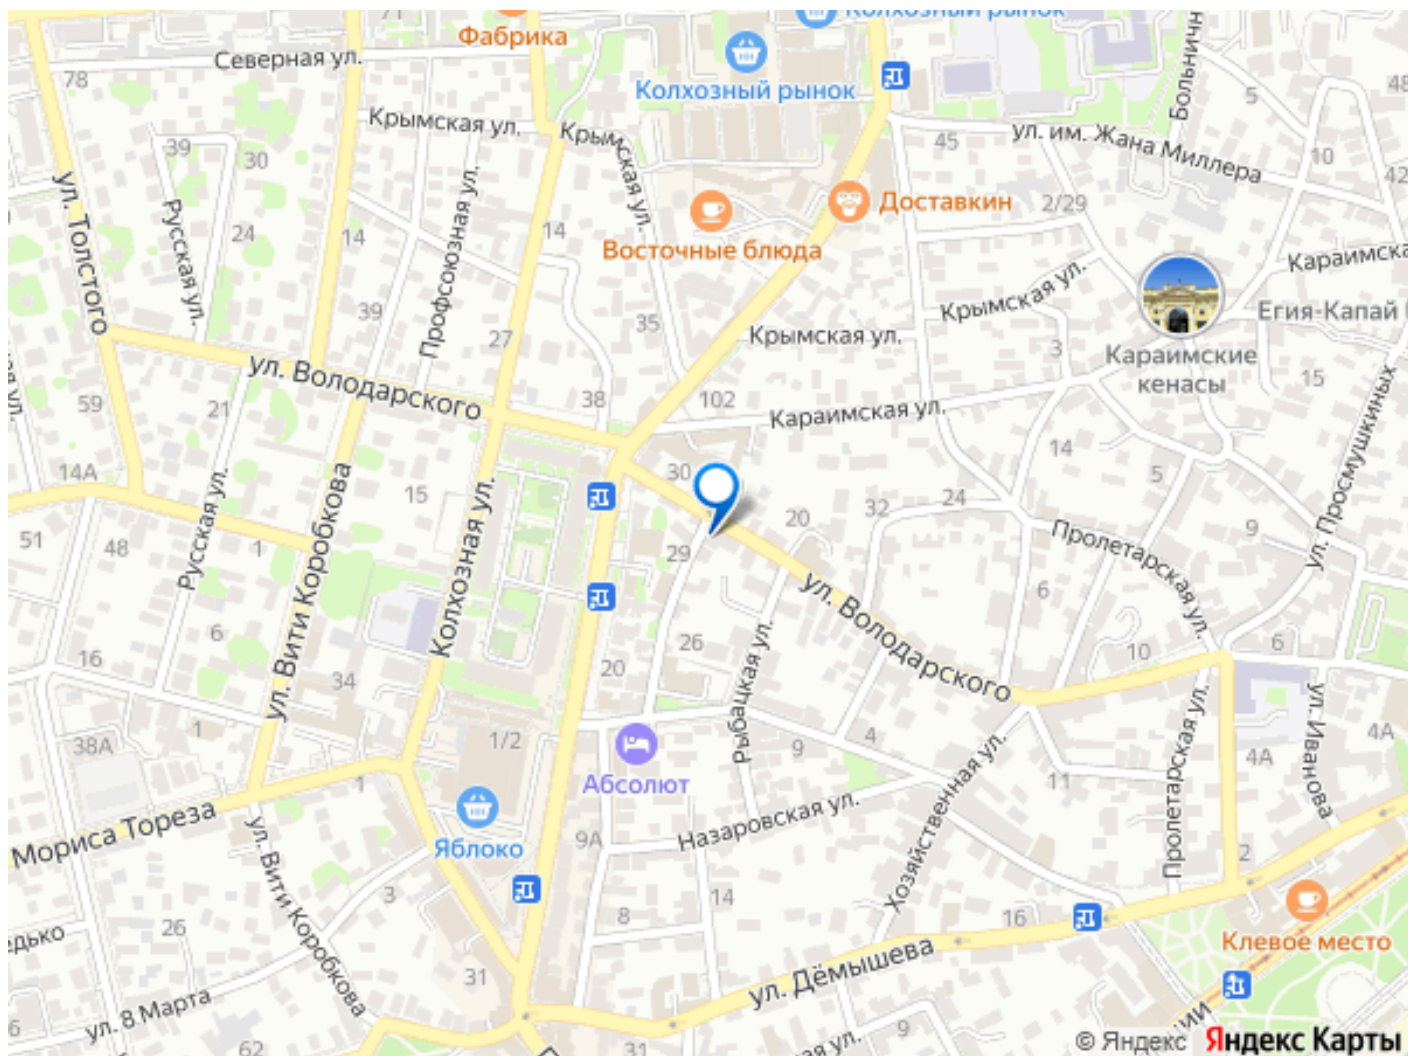 Колхозный рынок
Фабрика
Северная ул.
78
Колхозный рынок
Больничн
5
48
Крымская ул.
Крымская ул.
45
ул. им. Жана Миллера
10
39
30
42
ул. Толстого
Русская ул.
24
14
Профсоюзная ул.
14
Доставкин
2/29
Восточные блюда
Караимска
Крымская ул.
Егия-Капай
39
27
35
Крымская ул.
3
Караимские
кенасы
15
ул. Володарского
59
21
38
102
Караимская ул.
14
5
14А
15
30
24
32
20
9
ул. Просмушкиных
51
48
1
Русская ул.
ул. Вити Коробкова
Колхозная ул.
29
Пролетарская ул.
6
ул. Володарского
6
26
Рыбацкая ул.
10
6
16
34
20
1
38А
1/2
9
4
Хозяйственная ул.
11
Пролетарская ул.
4А
ул. Иванова
4А
Абсолют
1
Мориса Тореза
Яблоко
9А
Назаровская ул.
2
ул. Вити Коробкова
3
14
26
8
16
Клевое место
едько
31
ул. Дёмышева
ул. 8 Марта
62
31
9
© Яндекс Яндекс Карты